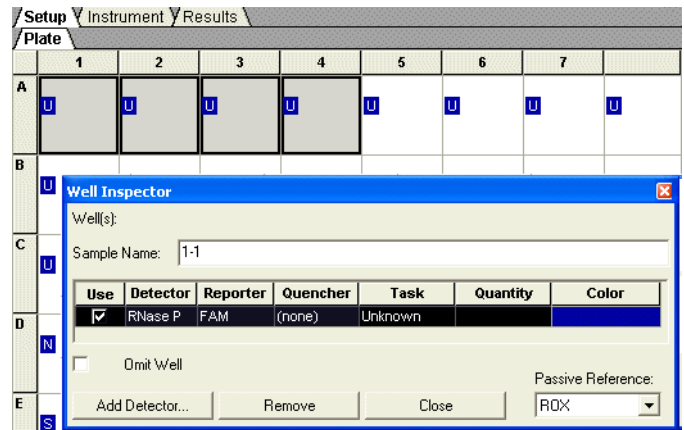 Setup Instrument Results
Plate
1 2 3 4 5 6 7
A
U U U U U U U U
B
U
Well Inspector
Well(s):
C
U
Sample Name: 1-1
Use Detector Reporter Quencher Task Quantity Color
RNase P FAM (none) Unknown
D
N
Omit Well
Passive Reference:
E
S
Add Detector... Remove Close ROX